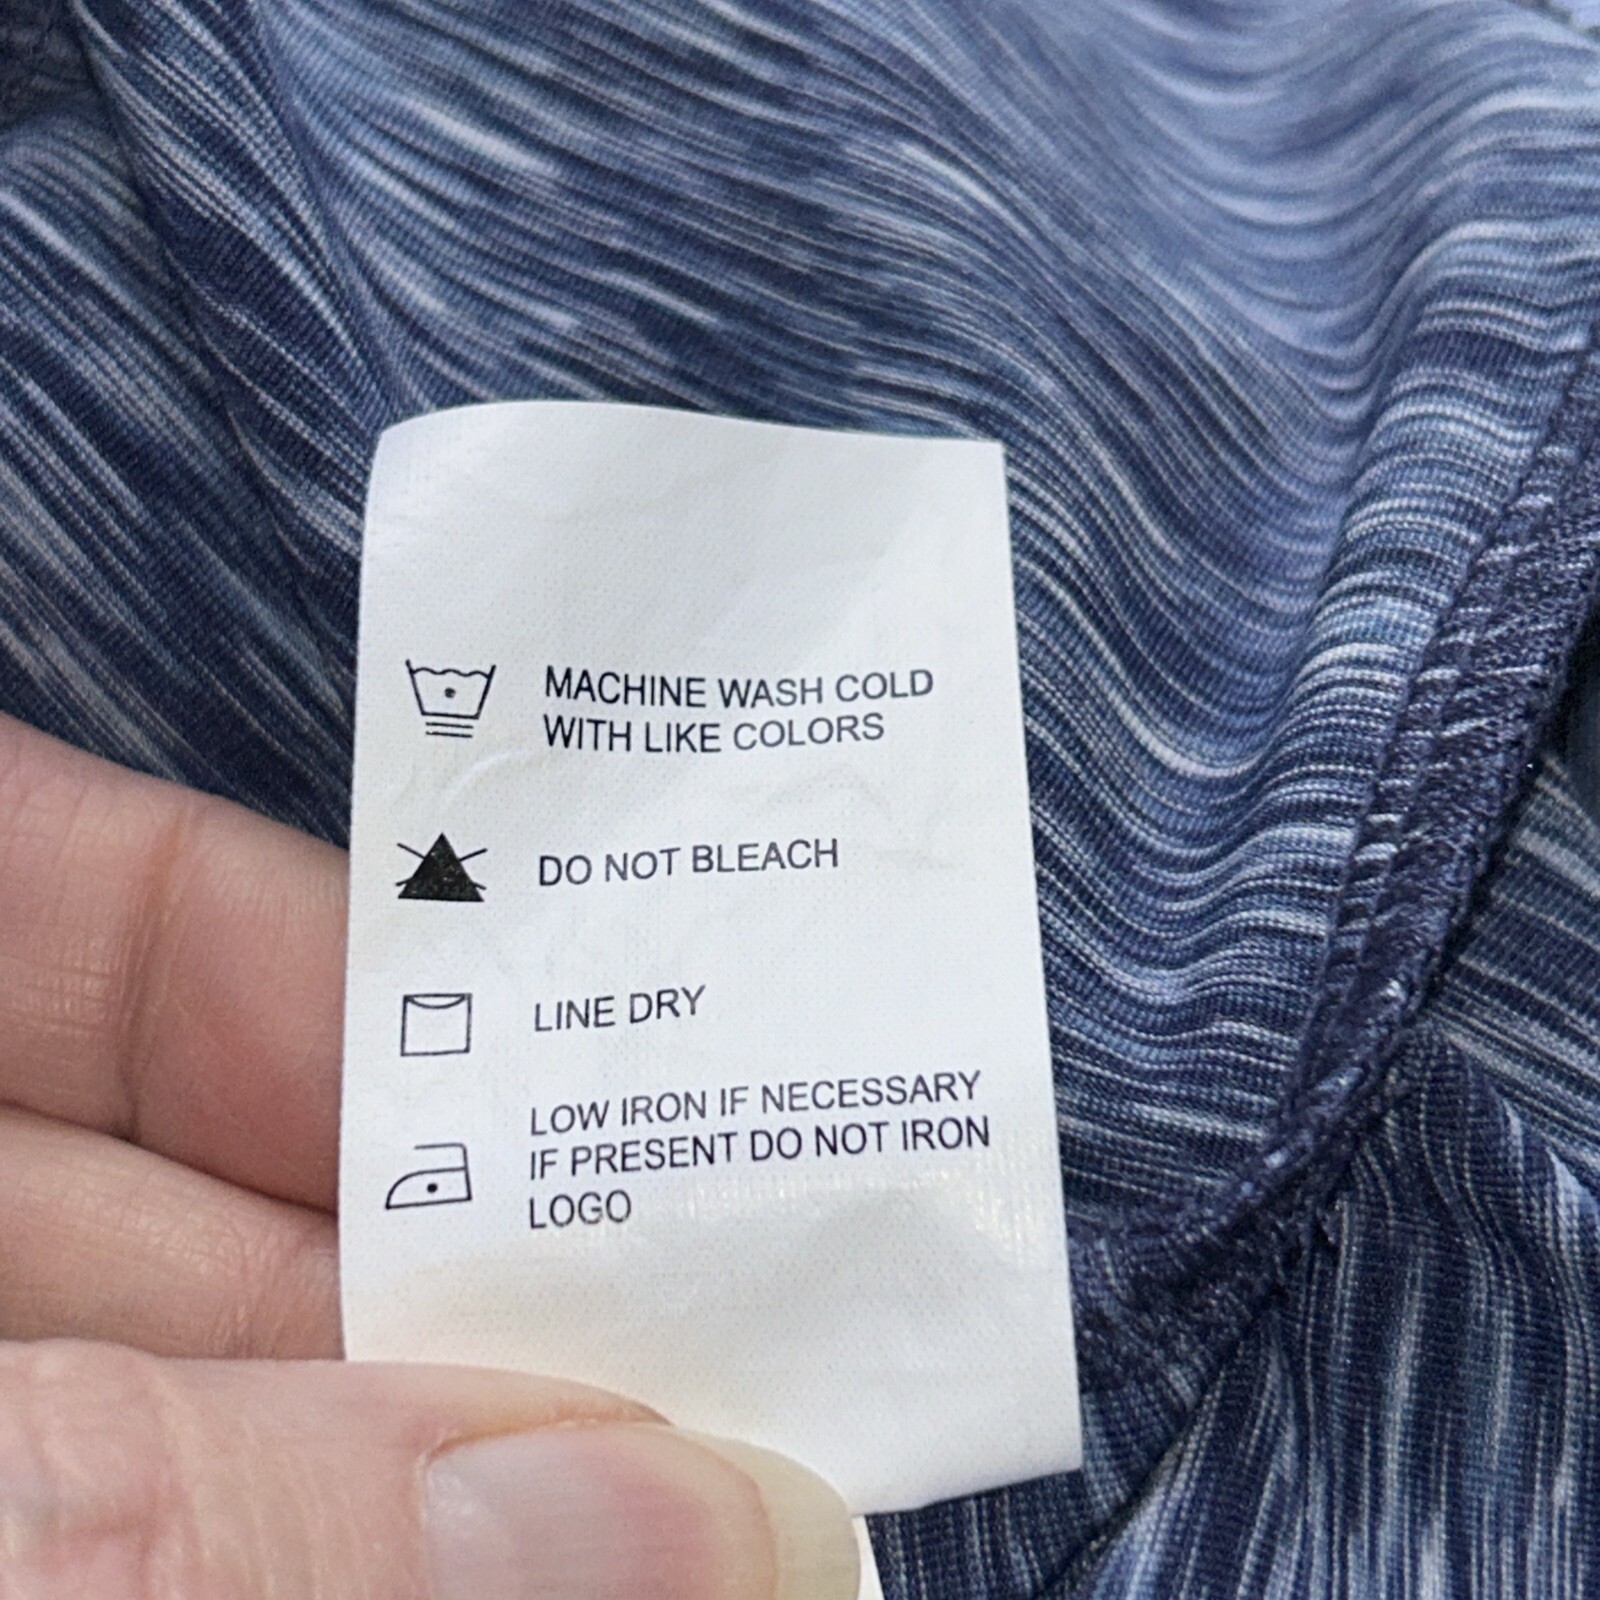 MACHINE WASH COLD
WITH LIKE COLORS
DO NOT BLEACH
LINE DRY
LOW IRON IF NECESSARY
IF PRESENT DO NOT IRON
LOGO